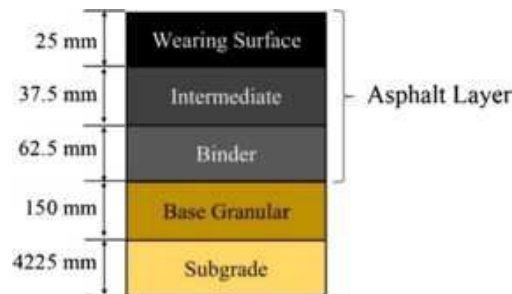 25 mm
Wearing Surface
37.5 mm
Intermediate
Asphalt Layer
62.5 mm
Binder
150 mm
Base Granular
4225 mm
Subgrade